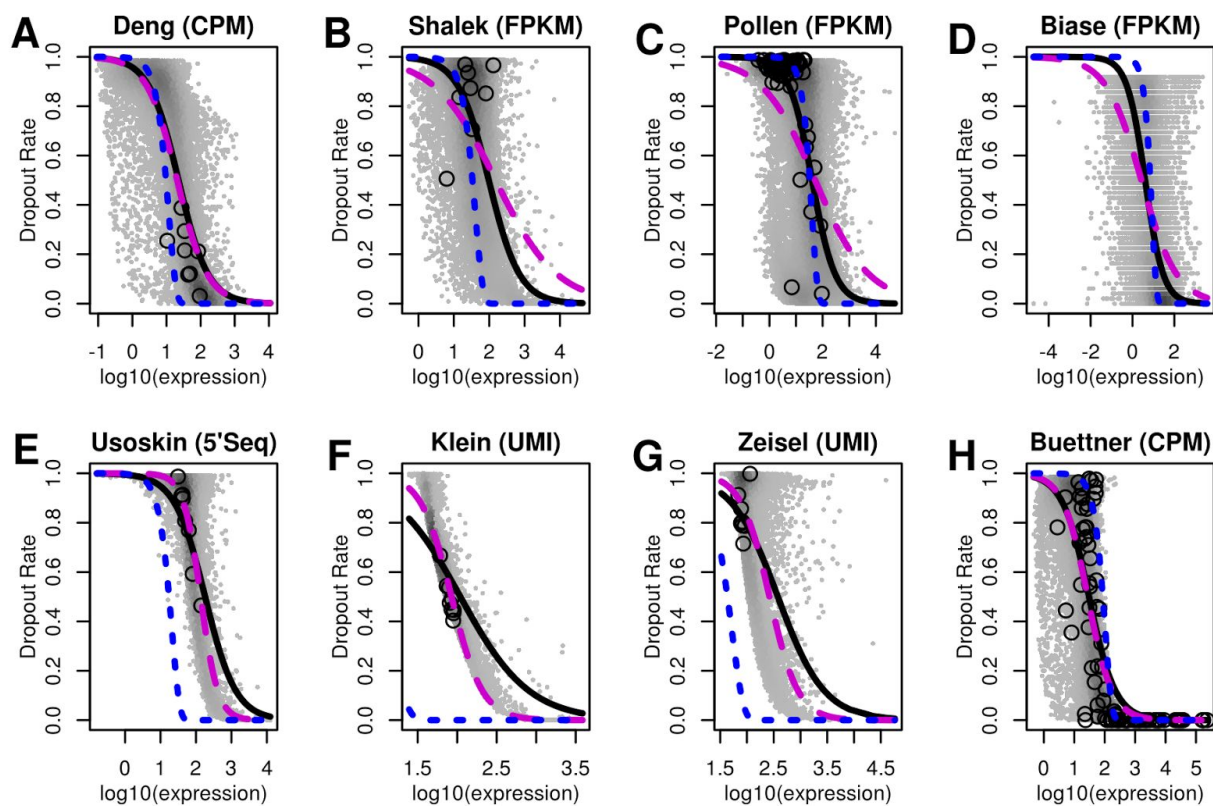 A Deng (CPM)
Dropout Rate
0.0 0.2 0.4 0.6 0.8 1.0
-1 0 1 2 3 4
log10(expression)
B Shalek (FPKM)
Dropout Rate
0.0 0.2 0.4 0.6 0.8 1.0
0 1 2 3 4
log10(expression)
C Pollen (FPKM)
Dropout Rate
0.0 0.2 0.4 0.6 0.8 1.0
-2 0 2 4
log10(expression)
D Biase (FPKM)
Dropout Rate
0.0 0.2 0.4 0.6 0.8 1.0
-4 -2 0 2
log10(expression)
E Usoskin (5'Seq)
Dropout Rate
0.0 0.2 0.4 0.6 0.8 1.0
0 1 2 3 4
log10(expression)
F Klein (UMI)
Dropout Rate
0.0 0.2 0.4 0.6 0.8 1.0
1.5 2.5 3.5
log10(expression)
G Zeisel (UMI)
Dropout Rate
0.0 0.2 0.4 0.6 0.8 1.0
1.5 2.5 3.5 4.5
log10(expression)
H Buettner (CPM)
Dropout Rate
0.0 0.2 0.4 0.6 0.8 1.0
0 1 2 3 4 5
log10(expression)